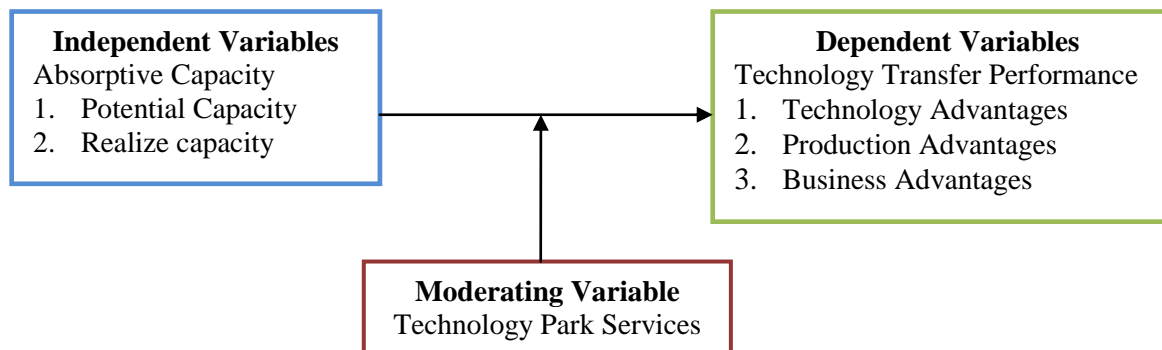 Independent Variables
Absorptive Capacity
1. Potential Capacity
2. Realize capacity
Dependent Variables
Technology Transfer Performance
1. Technology Advantages
2. Production Advantages
3. Business Advantages
Moderating Variable
Technology Park Services